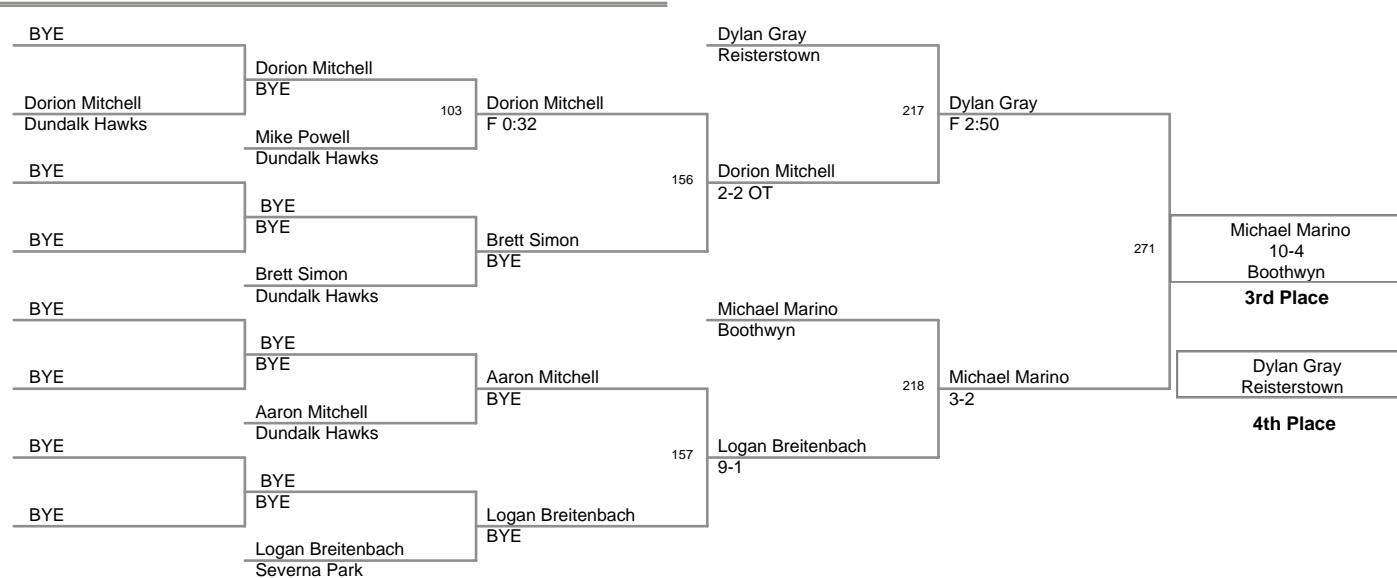 BYE
Dorion Mitchell
Dundalk Hawks
BYE
BYE
BYE
BYE
BYE
BYE
Dorion Mitchell
BYE
Mike Powell
Dundalk Hawks
BYE
BYE
Brett Simon
Dundalk Hawks
BYE
BYE
Aaron Mitchell
Dundalk Hawks
BYE
BYE
Logan Breitenbach
Severna Park
103
Dorion Mitchell
F 0:32
Brett Simon
BYE
Aaron Mitchell
BYE
Logan Breitenbach
BYE
156
157
Dylan Gray
Reisterstown
Dorion Mitchell
2-2 OT
Michael Marino
Boothwyn
Logan Breitenbach
9-1
217
218
Dylan Gray
F 2:50
Michael Marino
3-2
271
Michael Marino
10-4
Boothwyn
3rd Place
Dylan Gray
Reisterstown
4th Place